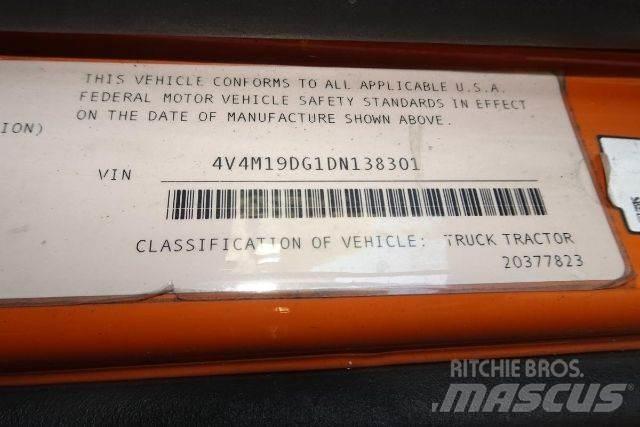 THIS VEHICLE CONFORMS TO ALL APPLICABLE U.S.A.
FEDERAL MOTOR VEHICLE SAFETY STANDARDS IN EFFECT
ON THE DATE OF MANUFACTURE SHOWN ABOVE.
ION)
VIN 4V4M19DG1DN138301
CLASSIFICATION OF VEHICLE: TRUCK TRACTOR
20377823
RITCHIE BROS.
MASCUS